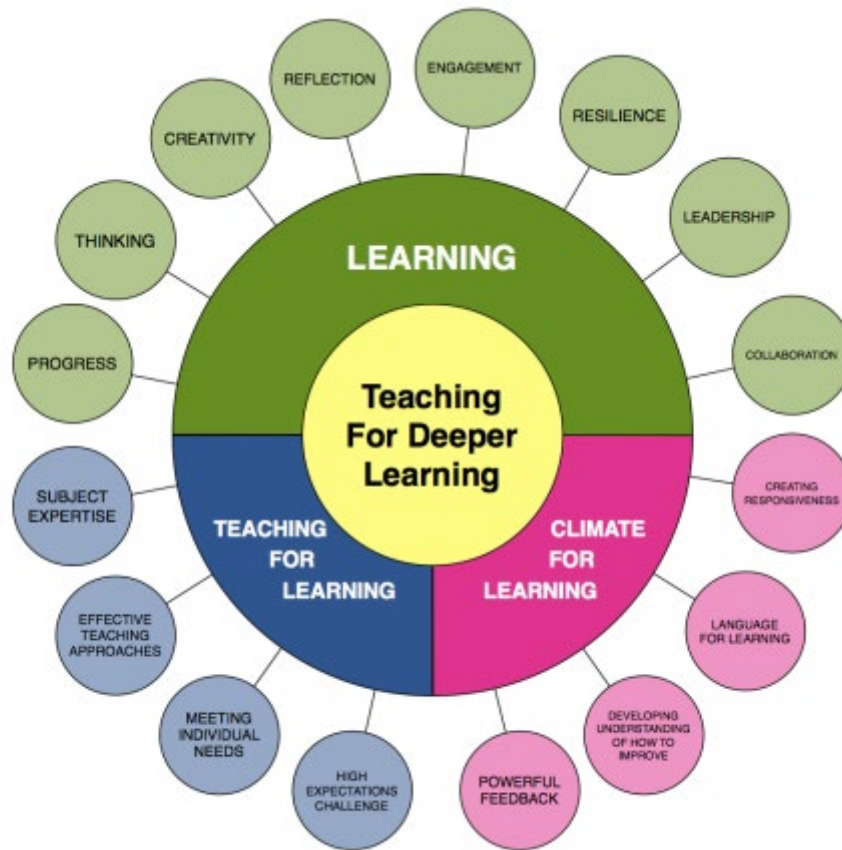 REFLECTION
ENGAGEMENT
RESILIENCE
CREATIVITY
LEADERSHIP
THINKING
LEARNING
PROGRESS
COLLABORATION
Teaching
For Deeper
Learning
SUBJECT
EXPERTISE
TEACHING
FOR
LEARNING
CLIMATE
FOR
LEARNING
CREATING
RESPONSIVENESS
EFFECTIVE
TEACHING
APPROACHES
LANGUAGE
FOR LEARNING
MEETING
INDIVIDUAL
NEEDS
HIGH
EXPECTATIONS
CHALLENGE
POWERFUL
FEEDBACK
DEVELOPING
UNDERSTANDING
OF HOW TO
IMPROVE